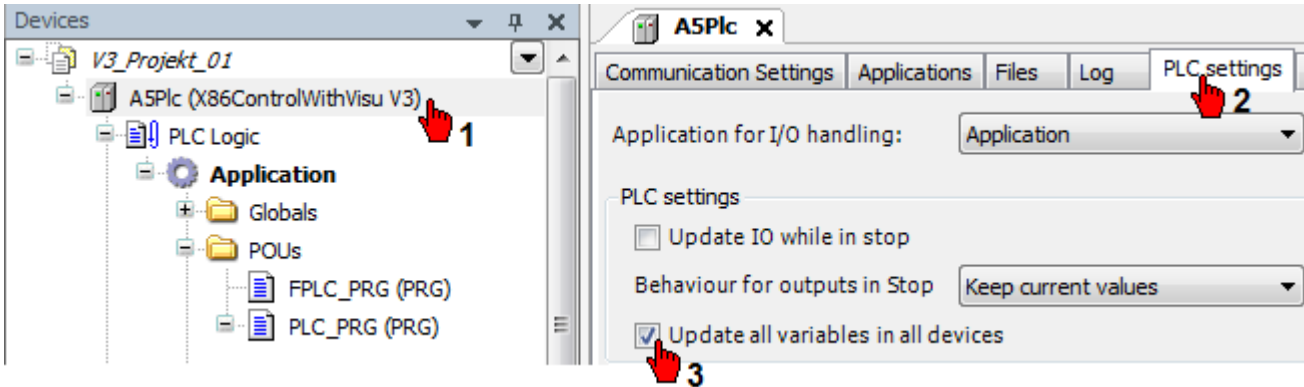 Devices
V3_Projekt_01
A5Plc (X86ControlWithVisu V3)
1
PLC Logic
Application
Globals
POUs
FPLC_PRG (PRG)
PLC_PRG (PRG)
A5Plc
Communication Settings Applications Files Log PLC settings
2
Application for I/O handling: Application
PLC settings
Update IO while in stop
Behaviour for outputs in Stop Keep current values
Update all variables in all devices
3